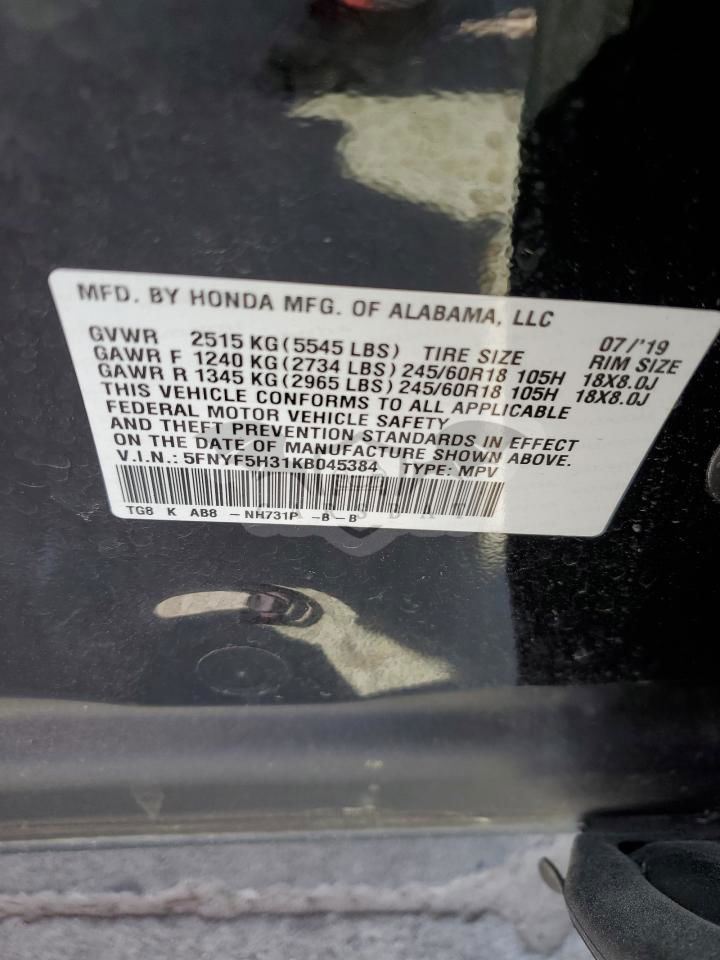 MFD. BY HONDA MFG. OF ALABAMA, LLC 07/'19
GVWR 2515 KG(5545 LBS) TIRE SIZE RIM SIZE
GAWR F 1240 KG(2734 LBS)245/60R18 105H 18X8.0J
GAWR R 1345 KG(2965 LBS)245/60R18 105H 18X8.0J
THIS VEHICLE CONFORMS TO ALL APPLICABLE
FEDERAL MOTOR VEHICLE SAFETY
AND THEFT PREVENTION STANDARDS IN EFFECT
ON THE DATE OF MANUFACTURE SHOWN ABOVE.
V.I.N.: 5FNYF5H31KB045384 TYPE: MPV
TG8 K AB8 - NH731P -B-B